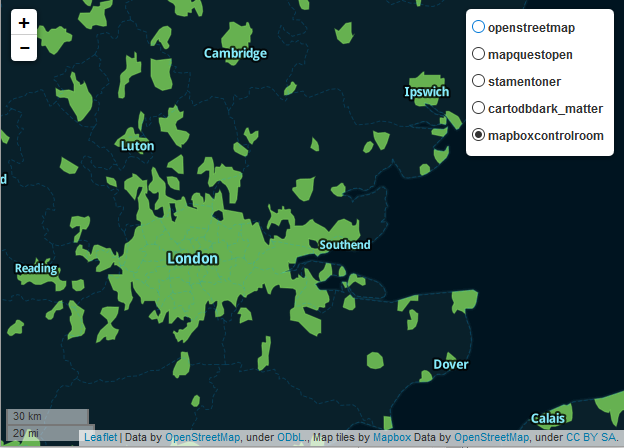 +
−
openstreetmap
mapquestopen
stamentoner
cartodbdark_matter
mapboxcontrolroom
Cambridge
Ipswich
Luton
d
London
Southend
Reading
Dover
Calais
30 km
20 mi
Leaflet | Data by OpenStreetMap, under ODbL., Map tiles by Mapbox Data by OpenStreetMap, under CC BY SA.